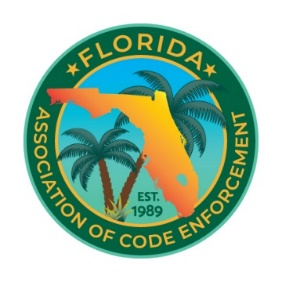 FLORIDA
ASSOCIATION OF CODE ENFORCEMENT
EST.
1989